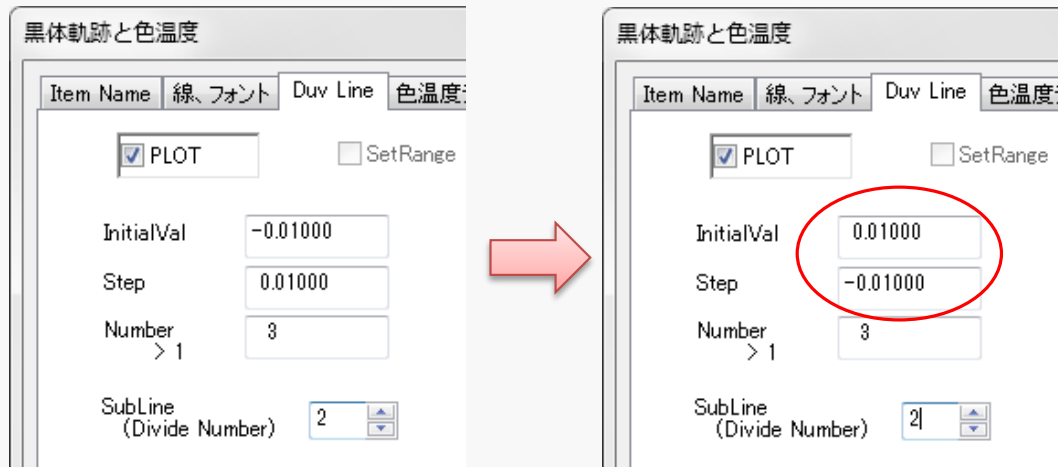 黒体軌跡と色温度
Item Name 線、フォント Duv Line 色温度
PLOT SetRange
InitialVal -0.01000
Step 0.01000
Number 3
> 1
SubLine
(Divide Number) 2
黒体軌跡と色温度
Item Name 線、フォント Duv Line 色温度
PLOT SetRange
InitialVal 0.01000
Step -0.01000
Number 3
> 1
SubLine
(Divide Number) 2